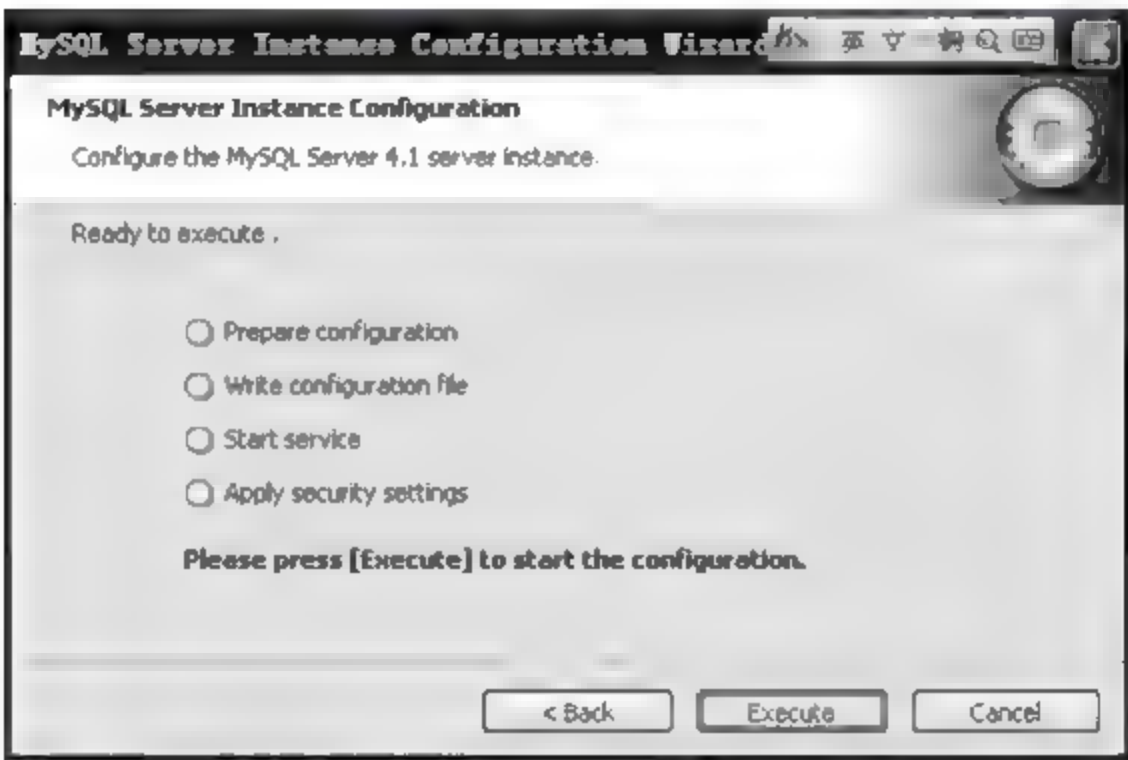 MySQL Server Instance Configuration Wizard
MySQL Server Instance Configuration
Configure the MySQL Server 4.1 server instance.
Ready to execute .
Prepare configuration
Write configuration file
Start service
Apply security settings
Please press [Execute] to start the configuration.
< Back
Execute
Cancel